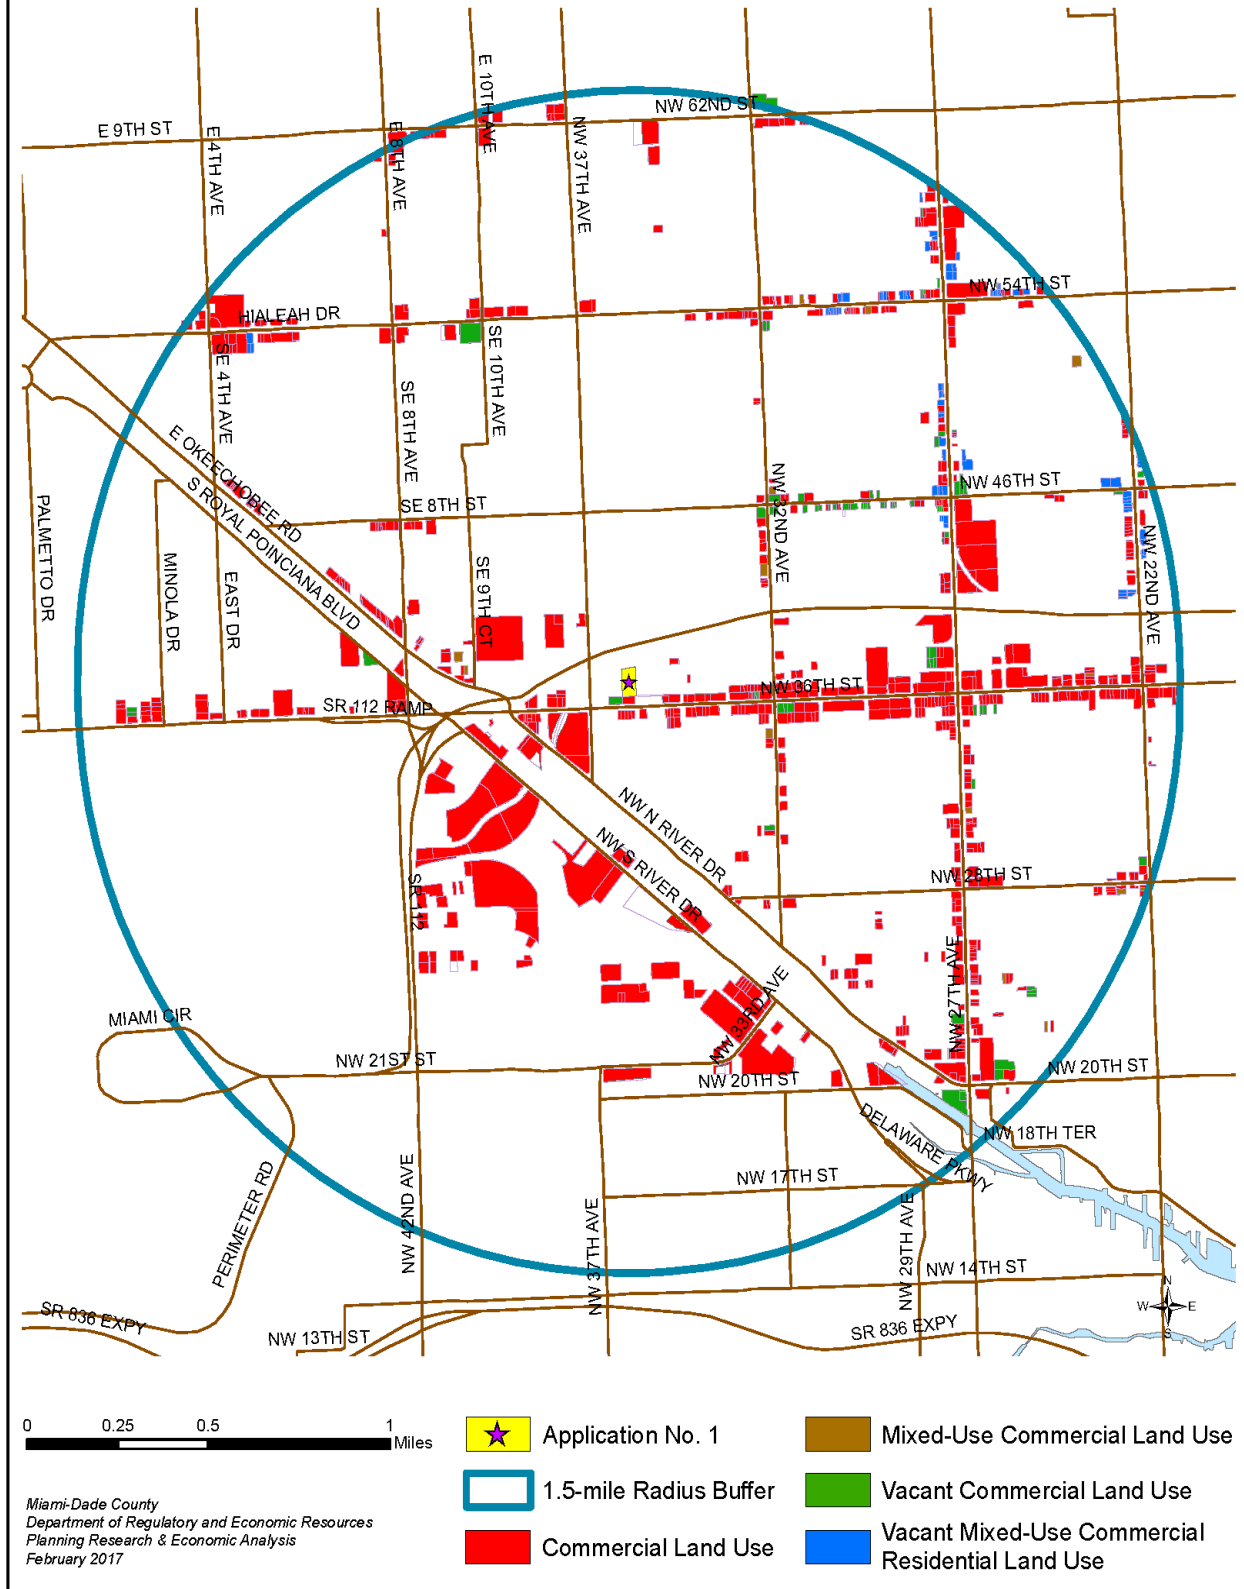 NW 62ND ST
E 9TH ST
E 4TH AVE
E 8TH AVE
E 10TH AVE
NW 37TH AVE
NW 54TH ST
HIALEAH DR
SE 4TH AVE
SE 8TH AVE
SE 10TH AVE
E OKEECHOBEE RD
S ROYAL POINCIANA BLVD
SE 8TH ST
NW 46TH ST
NW 32ND AVE
NW 22ND AVE
PALMETTO DR
MINOLA DR
EAST DR
SE 9TH CT
NW 36TH ST
SR 112 RAMP
NW N RIVER DR
NW S RIVER DR
NW 28TH ST
SR 112
NW 27TH AVE
NW 33RD AVE
MIAMI CIR
NW 21ST ST
NW 20TH ST
NW 20TH ST
DELAWARE PKWY
NW 18TH TER
NW 17TH ST
PERIMETER RD
NW 42ND AVE
NW 37TH AVE
NW 29TH AVE
NW 14TH ST
SR 836 EXPY
NW 13TH ST
SR 836 EXPY
N
W E
S
0 0.25 0.5 1
Miles
Application No. 1
1.5-mile Radius Buffer
Commercial Land Use
Mixed-Use Commercial Land Use
Vacant Commercial Land Use
Vacant Mixed-Use Commercial
Residential Land Use
Miami-Dade County
Department of Regulatory and Economic Resources
Planning Research & Economic Analysis
February 2017